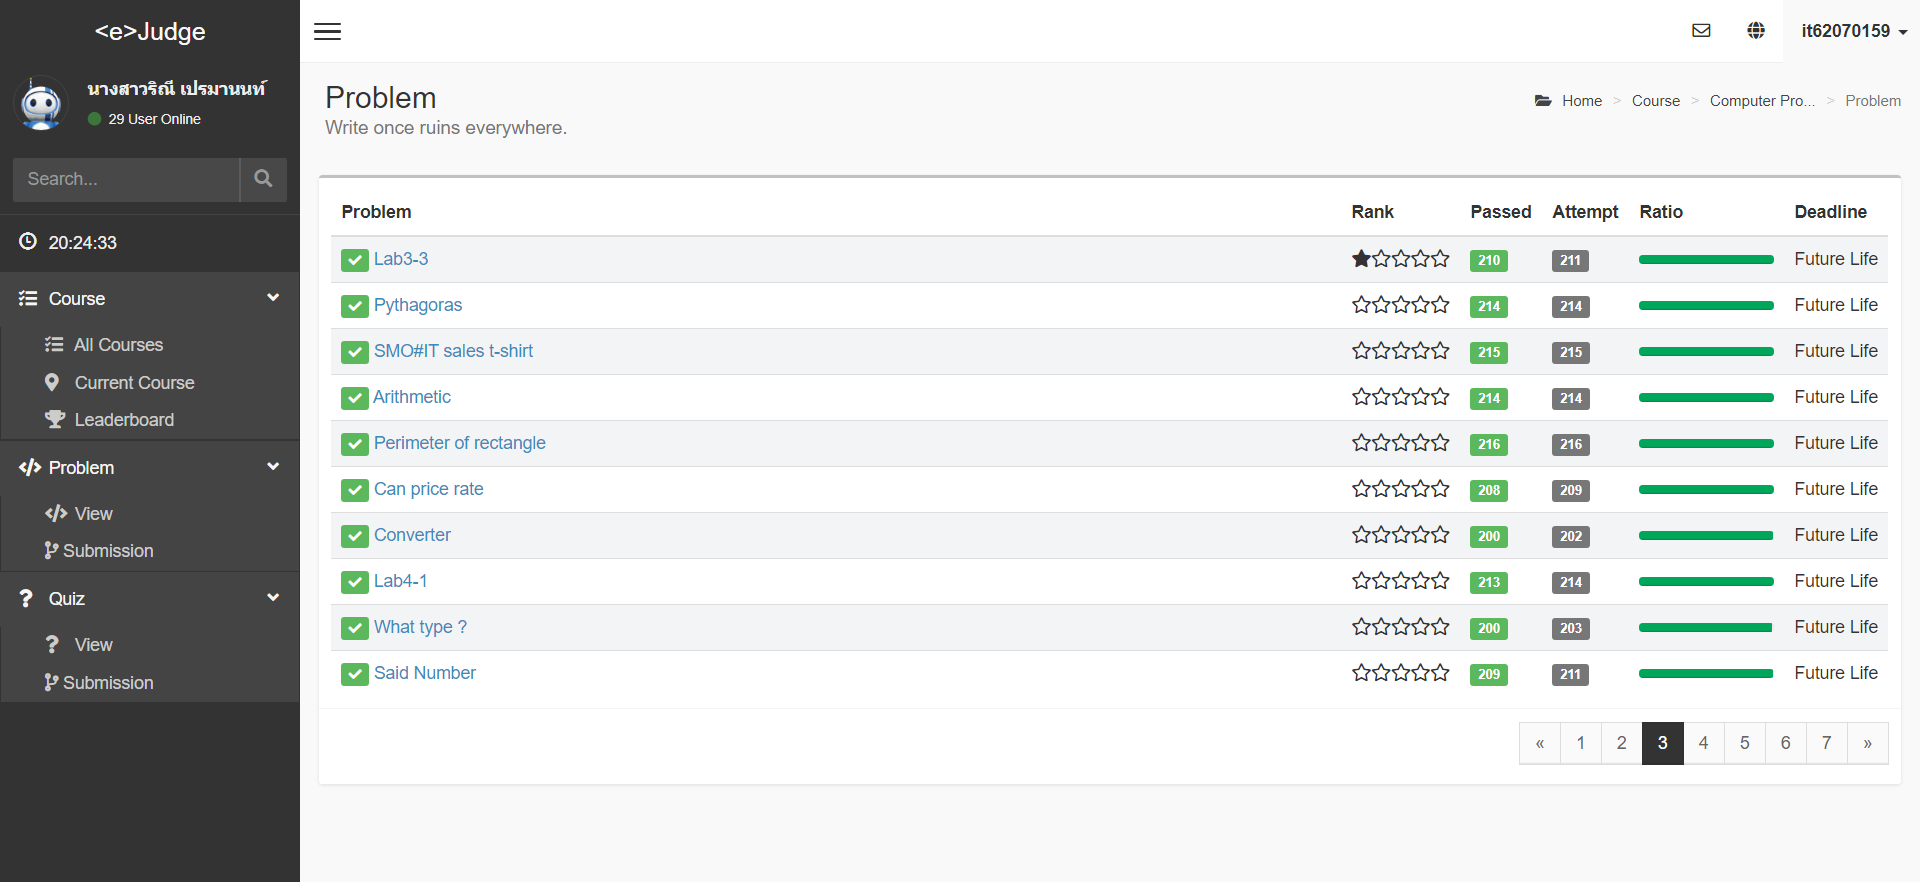 <e>Judge
นางสาวริณี เปรมานนท์
29 User Online
Search...
20:24:33
Course
All Courses
Current Course
Leaderboard
Problem
View
Submission
Quiz
View
Submission
it62070159
Problem
Write once ruins everywhere.
Home > Course > Computer Pro... > Problem
Problem Rank Passed Attempt Ratio Deadline
Lab3-3 210 211 Future Life
Pythagoras 214 214 Future Life
SMO#IT sales t-shirt 215 215 Future Life
Arithmetic 214 214 Future Life
Perimeter of rectangle 216 216 Future Life
Can price rate 208 209 Future Life
Converter 200 202 Future Life
Lab4-1 213 214 Future Life
What type ? 200 203 Future Life
Said Number 209 211 Future Life
« 1 2 3 4 5 6 7 »